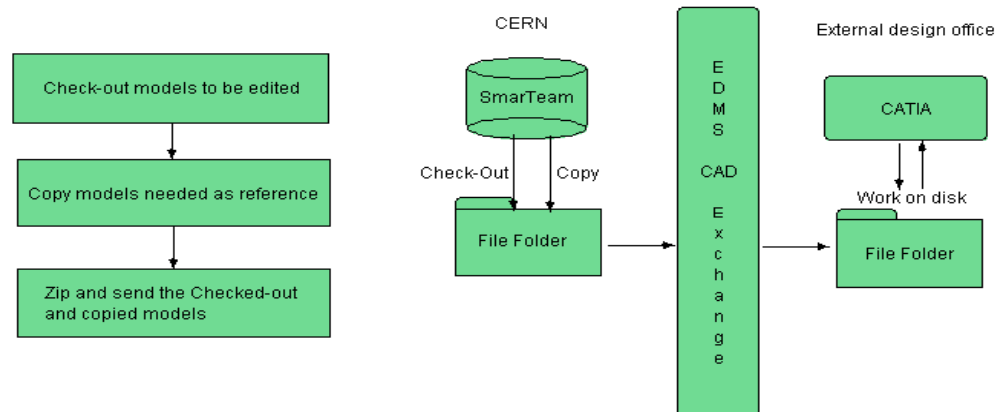 Check-out models to be edited
Copy models needed as reference
Zip and send the Checked-out
and copied models
CERN
SmarTeam
Check-Out
Copy
File Folder
E
D
M
S
CAD
E
x
c
h
a
n
g
e
External design office
CATIA
Work on disk
File Folder